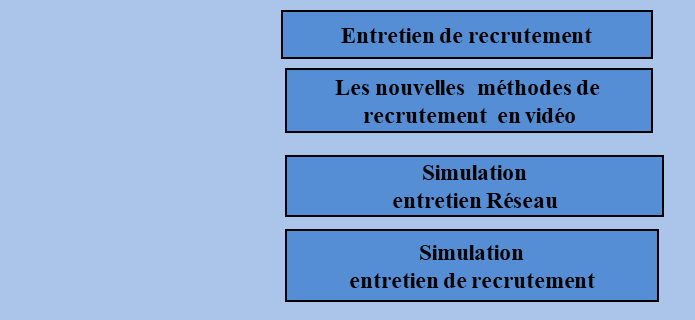 Entretien de recrutement
Les nouvelles méthodes de
recrutement en vidéo
Simulation
entretien Réseau
Simulation
entretien de recrutement